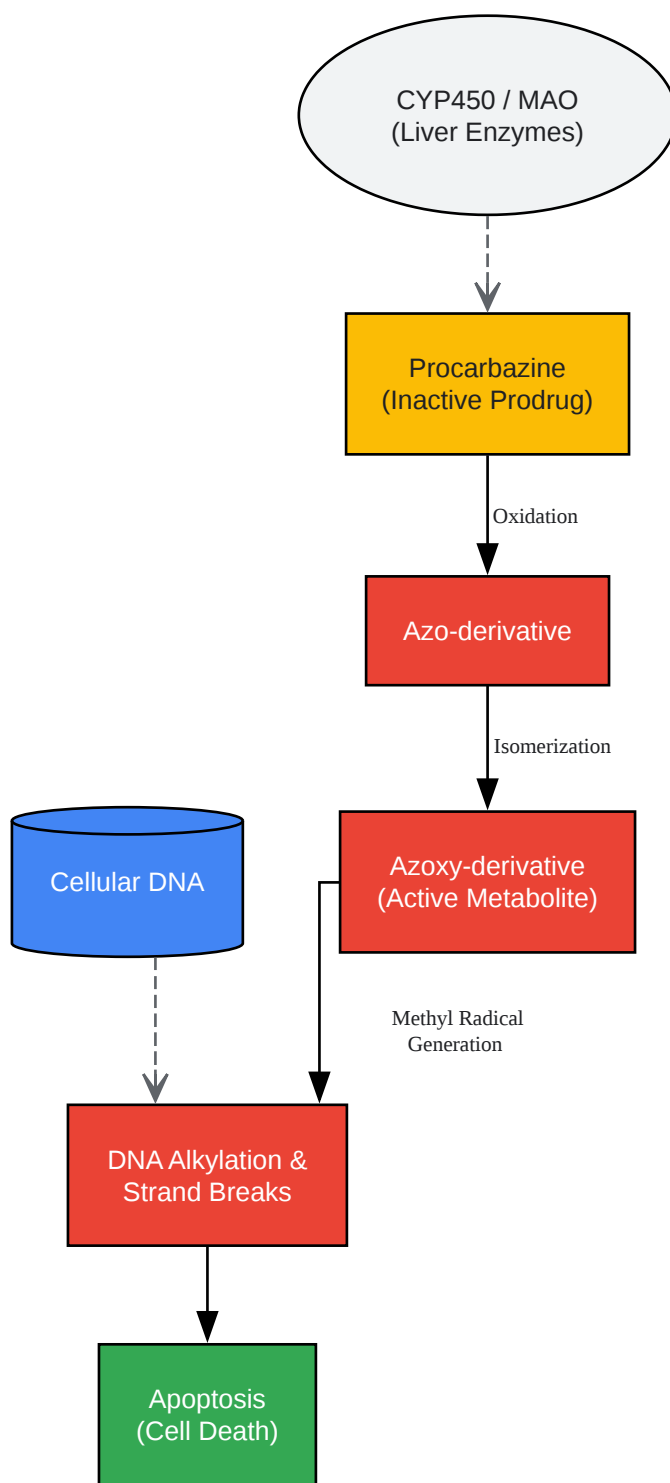 CYP450 / MAO
(Liver Enzymes)
Procarbazine
(Inactive Prodrug)
Oxidation
Azo-derivative
Isomerization
Cellular DNA
Azoxy-derivative
(Active Metabolite)
Methyl Radical
Generation
DNA Alkylation &
Strand Breaks
Apoptosis
(Cell Death)